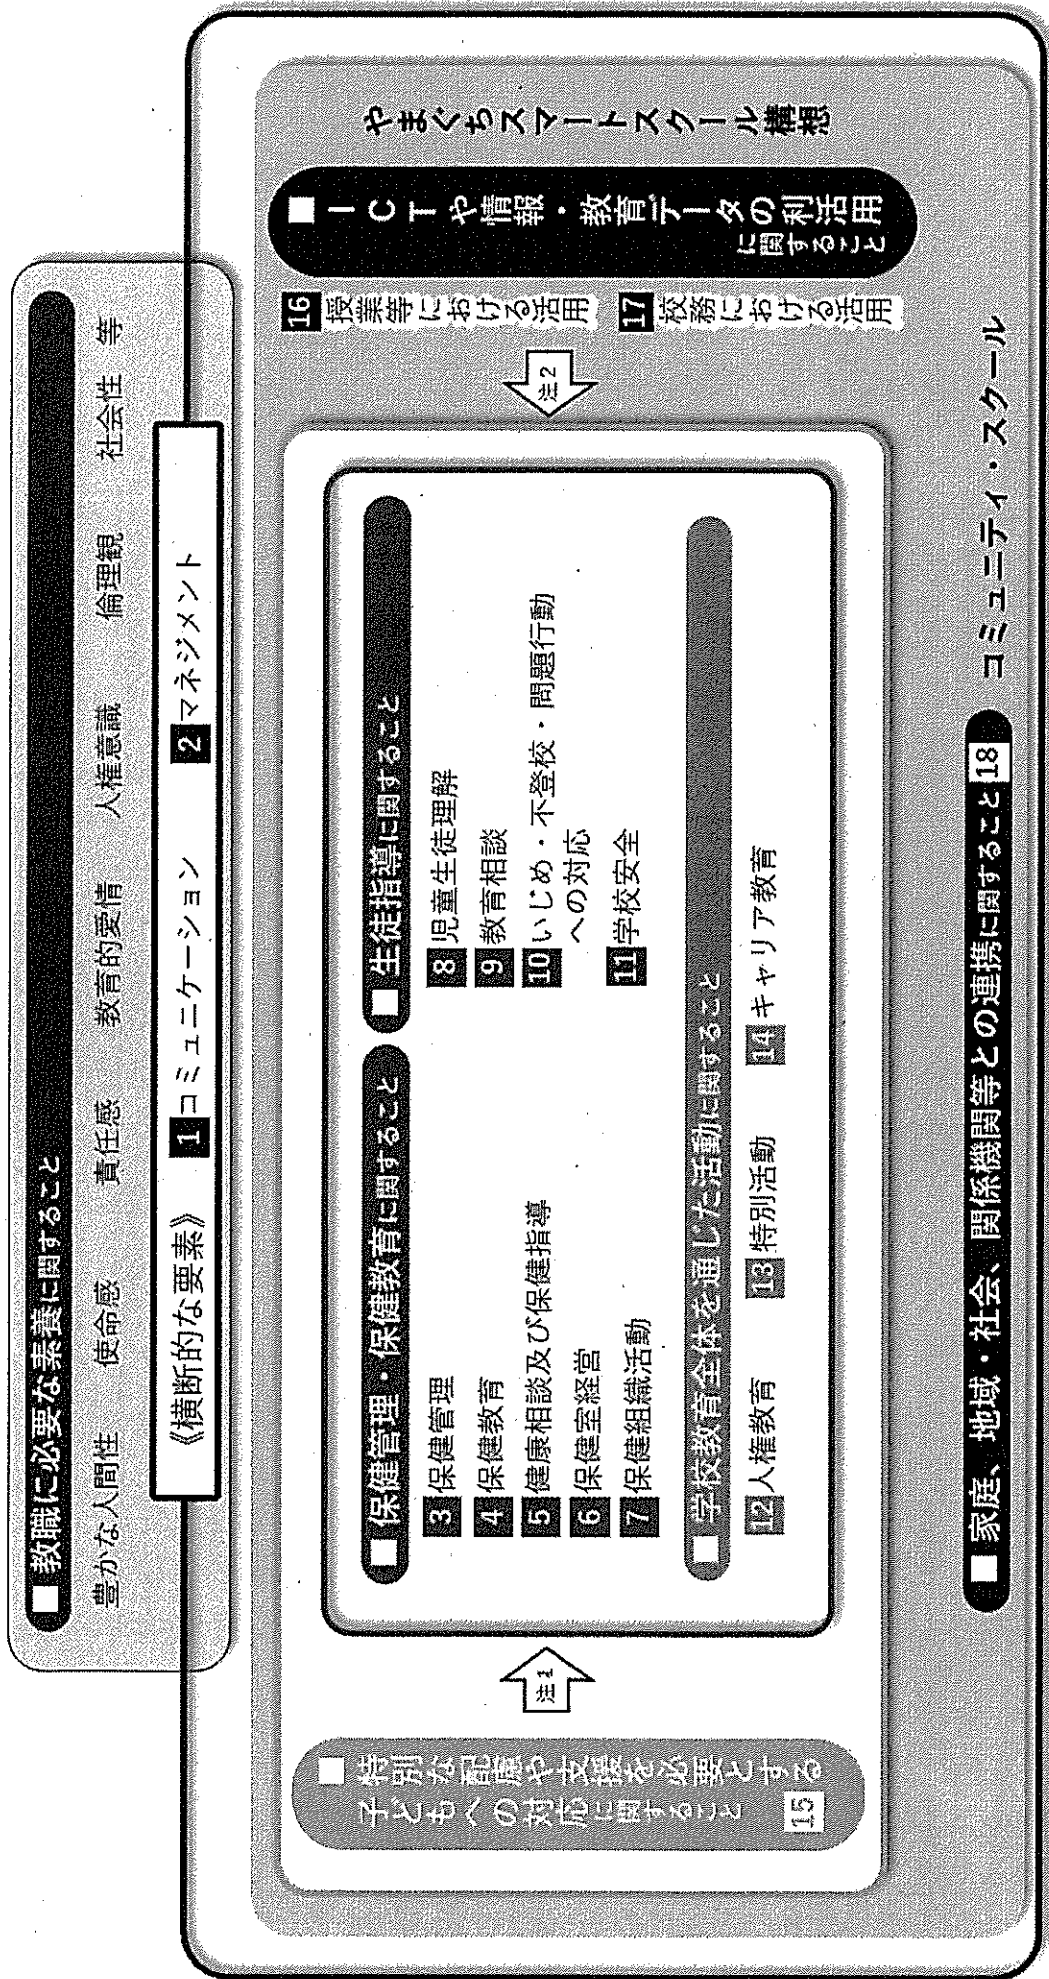 ■教職に必要な素養に関すること
豊かな人間性　使命感　責任感　教育的愛情　人権意識　倫理観　社会性　等
《横断的な要素》　1 コミュニケーション　2 マネジメント
■特別な配慮や支援を必要とする
子どもへの対応に関すること
15
注1
■保健管理・保健教育に関すること
3 保健管理
4 保健教育
5 健康相談及び保健指導
6 保健室経営
7 保健組織活動
■生徒指導に関すること
8 児童生徒理解
9 教育相談
10 いじめ・不登校・問題行動
への対応
11 学校安全
■学校教育全体を通じた活動に関すること
12 人権教育　13 特別活動　14 キャリア教育
注2
16 授業等における活用
17 校務における活用
■ICTや情報・教育データの利活用
に関すること
やまぐちスマートスクール構想
■家庭、地域・社会、関係機関等との連携に関すること 18　コミュニティ・スクール